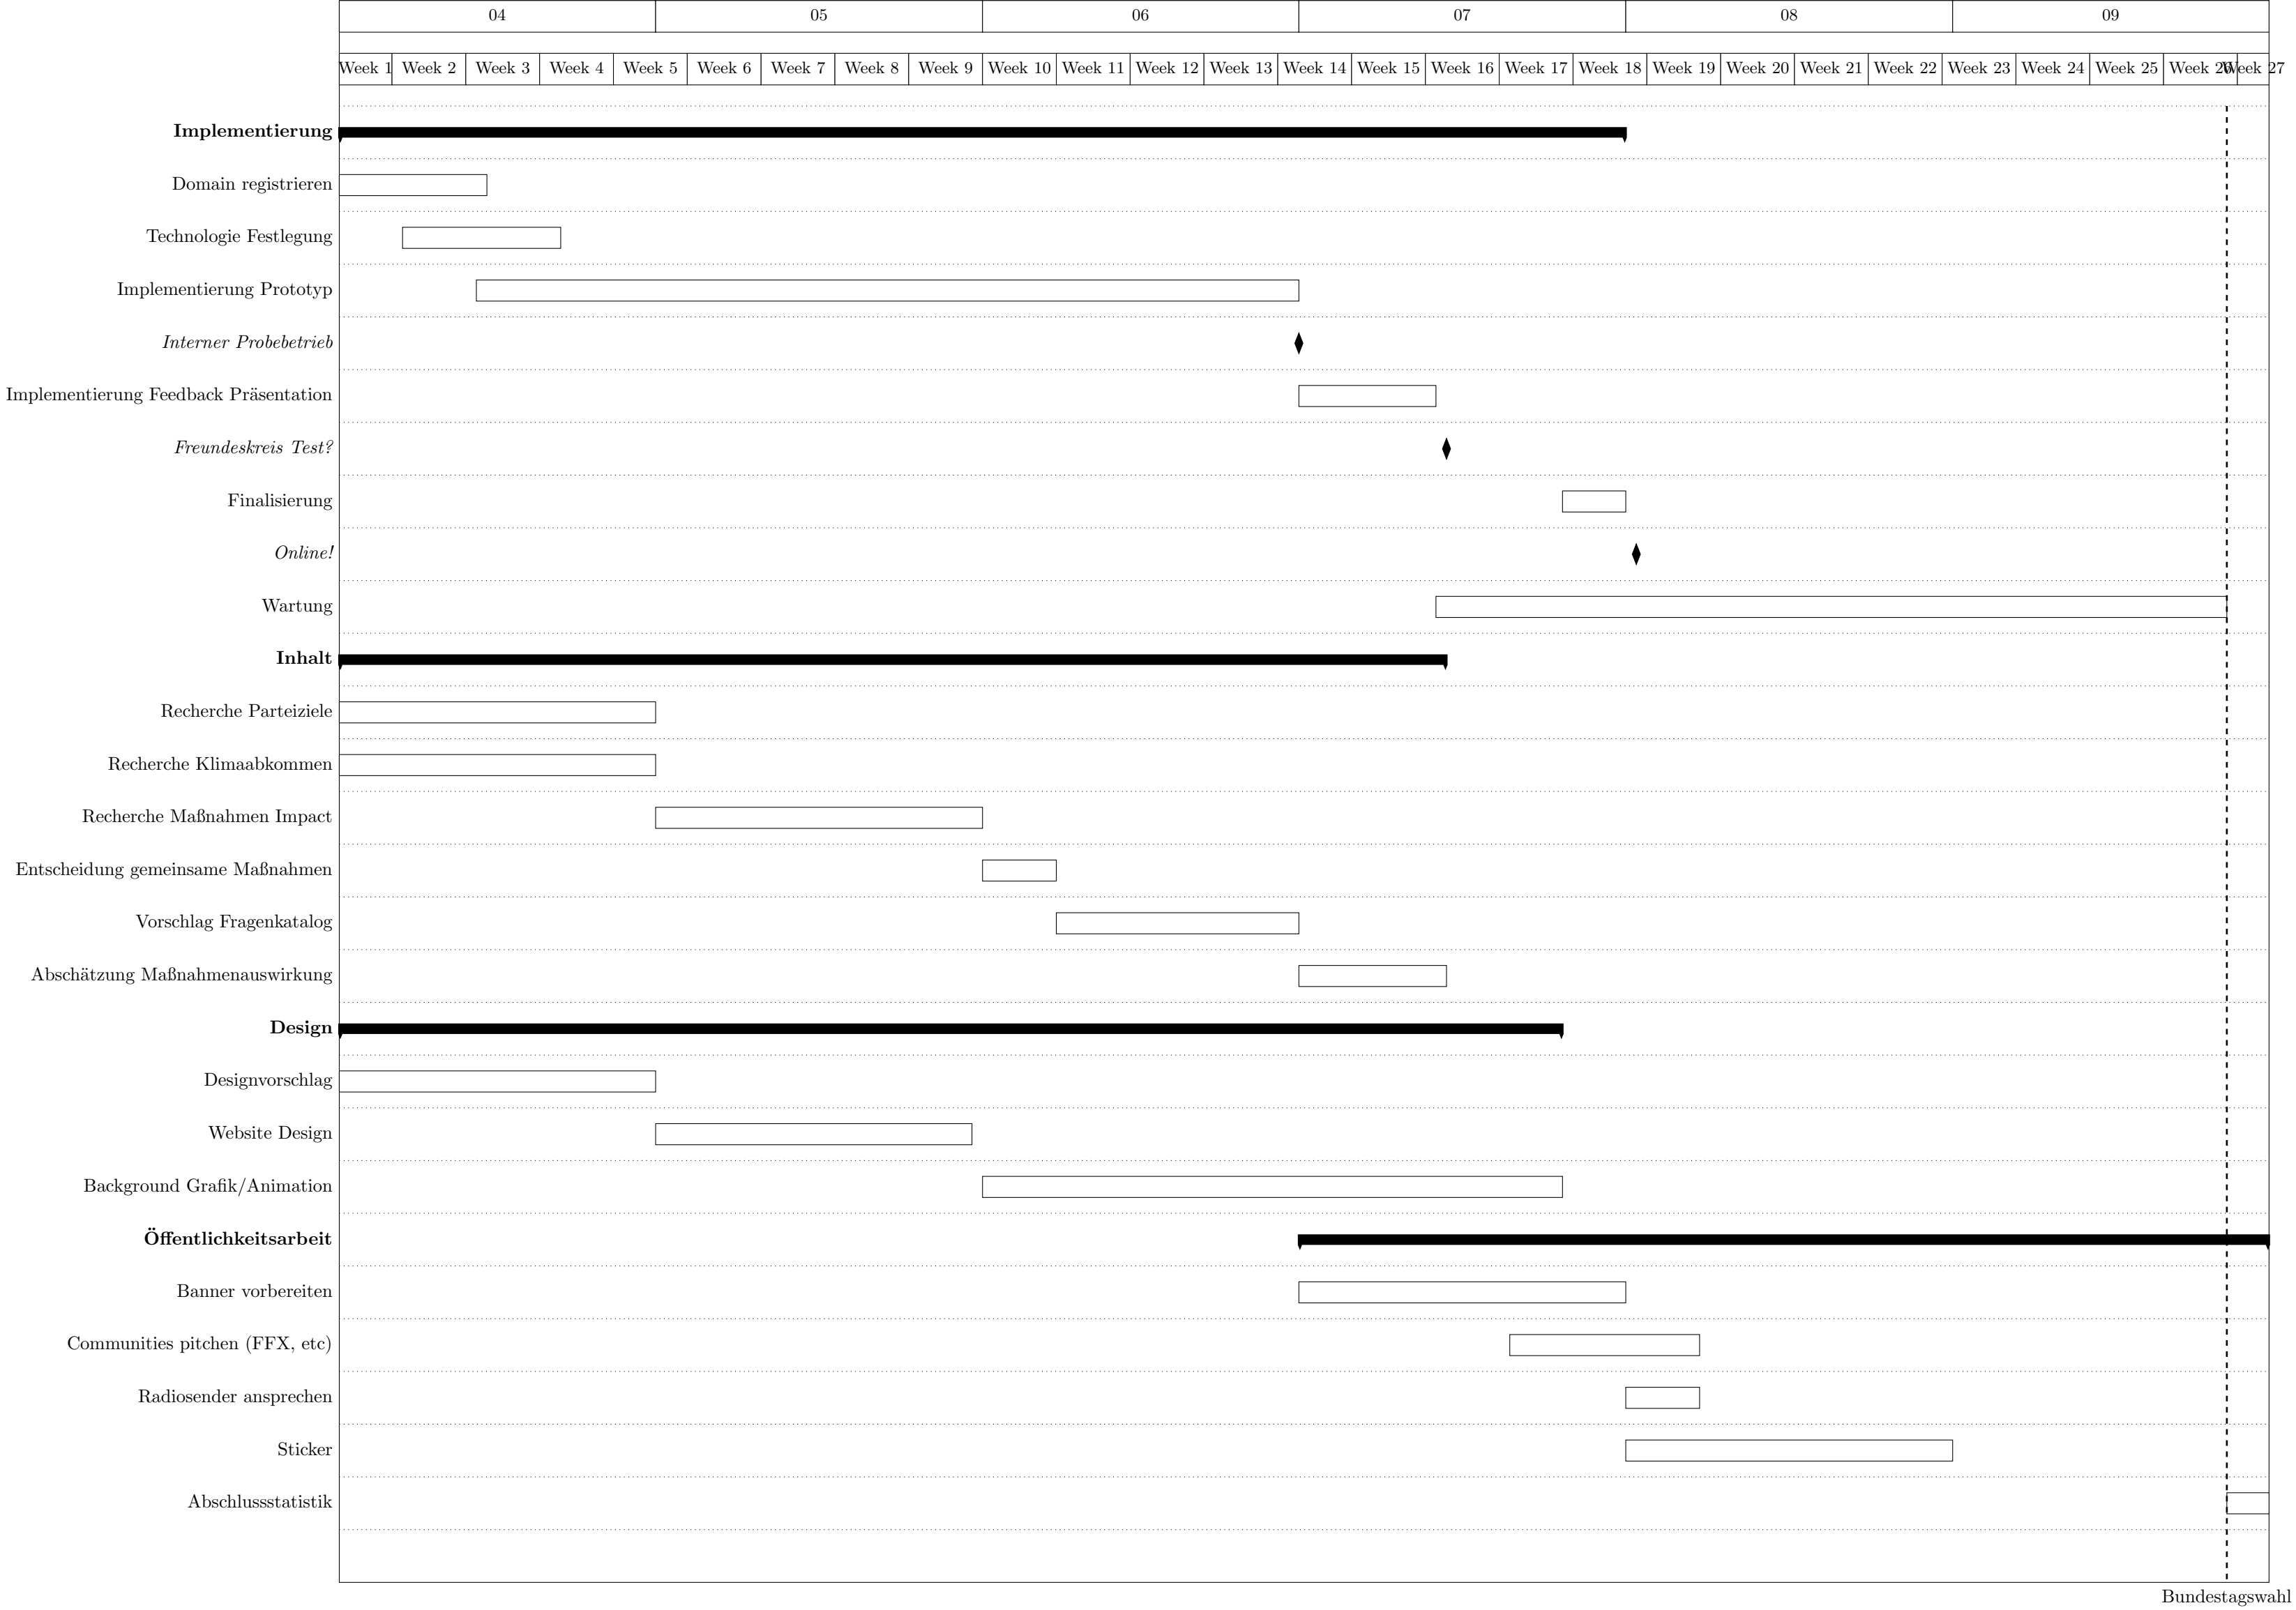 04 05 06 07 08 09
Week 1 Week 2 Week 3 Week 4 Week 5 Week 6 Week 7 Week 8 Week 9 Week 10 Week 11 Week 12 Week 13 Week 14 Week 15 Week 16 Week 17 Week 18 Week 19 Week 20 Week 21 Week 22 Week 23 Week 24 Week 25 Week 26 Week 27
Implementierung
Domain registrieren
Technologie Festlegung
Implementierung Prototyp
Interner Probebetrieb
Implementierung Feedback Präsentation
Freundeskreis Test?
Finalisierung
Online!
Wartung
Inhalt
Recherche Parteiziele
Recherche Klimaabkommen
Recherche Maßnahmen Impact
Entscheidung gemeinsame Maßnahmen
Vorschlag Fragenkatalog
Abschätzung Maßnahmenauswirkung
Design
Designvorschlag
Website Design
Background Grafik/Animation
Öffentlichkeitsarbeit
Banner vorbereiten
Communities pitchen (FFX, etc)
Radiosender ansprechen
Sticker
Abschlussstatistik
Bundestagswahl